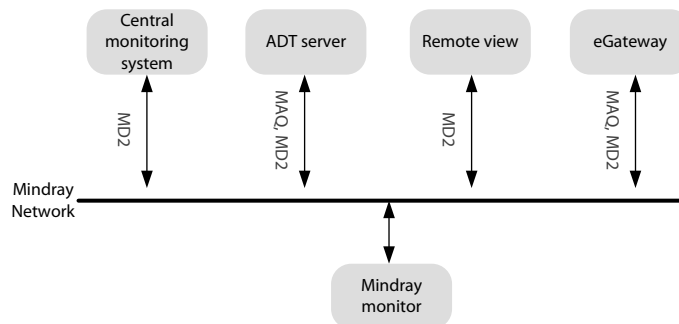 Central
monitoring
system
ADT server
Remote view
eGateway
MD2
MAQ, MD2
MD2
MAQ, MD2
Mindray
Network
Mindray
monitor